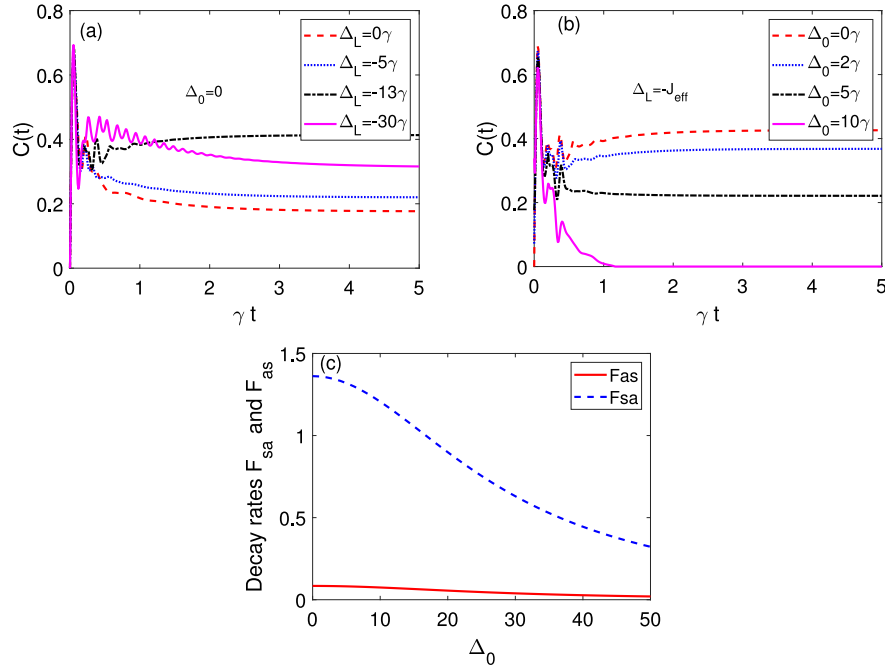 (a)
Δ_0=0
Δ_L=0γ
Δ_L=-5γ
Δ_L=-13γ
Δ_L=-30γ
C(t)
0.8
0.6
0.4
0.2
0
0 1 2 3 4 5
γ t
(b)
Δ_L=-J_eff
Δ_0=0γ
Δ_0=2γ
Δ_0=5γ
Δ_0=10γ
C(t)
0.8
0.6
0.4
0.2
0
0 1 2 3 4 5
γ t
(c)
Fas
Fsa
Decay rates F_sa and F_as
1.5
1
0.5
0
0 10 20 30 40 50
Δ_0